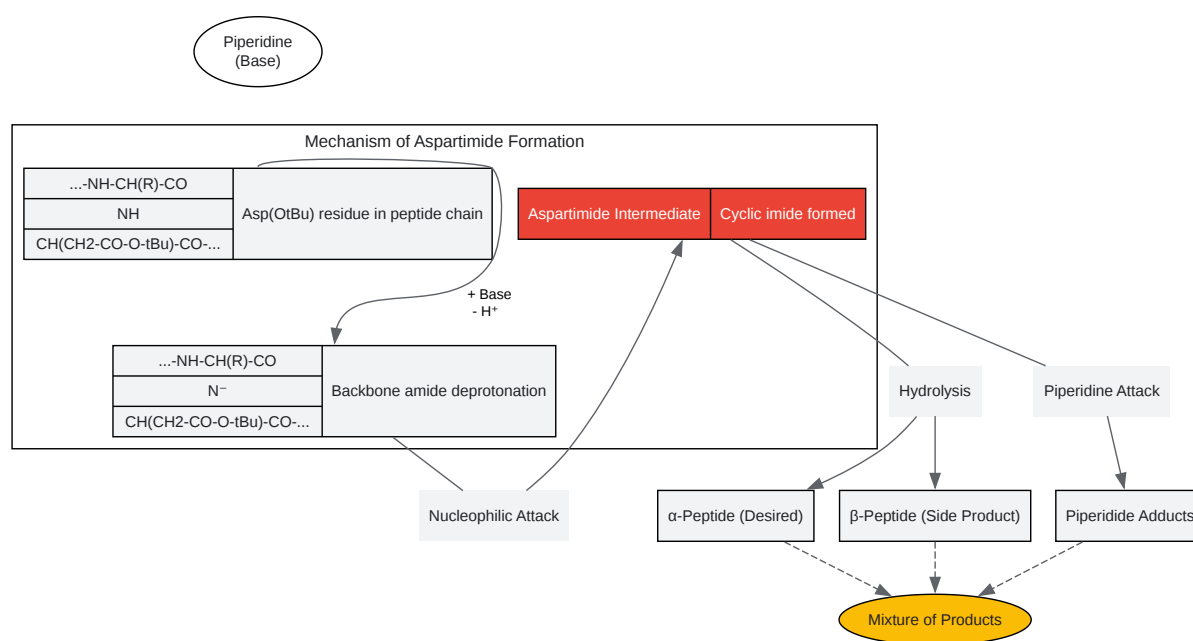 Piperidine
(Base)
Mechanism of Aspartimide Formation
...-NH-CH(R)-CO
NH
CH(CH2-CO-O-tBu)-CO-...
Asp(OtBu) residue in peptide chain
Aspartimide Intermediate
Cyclic imide formed
+ Base
- H⁺
...-NH-CH(R)-CO
N⁻
CH(CH2-CO-O-tBu)-CO-...
Backbone amide deprotonation
Hydrolysis
Piperidine Attack
Nucleophilic Attack
α-Peptide (Desired)
β-Peptide (Side Product)
Piperidide Adducts
Mixture of Products